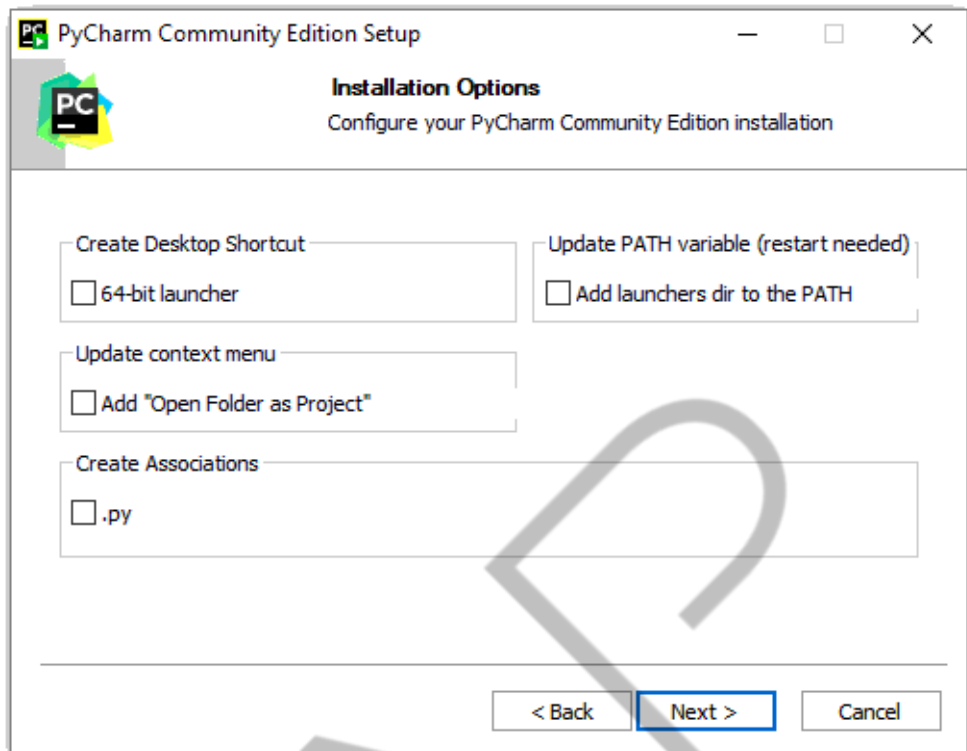 PyCharm Community Edition Setup
PC
Installation Options
Configure your PyCharm Community Edition installation
Create Desktop Shortcut
64-bit launcher
Update PATH variable (restart needed)
Add launchers dir to the PATH
Update context menu
Add "Open Folder as Project"
Create Associations
.py
< Back
Next >
Cancel